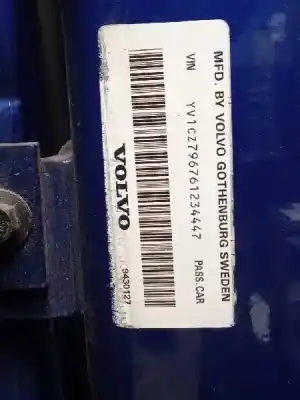 MFD. BY VOLVO GOTHENBURG SWEDEN
VIN YV1CZ796761234447 PASS.CAR
VOLVO 9430127